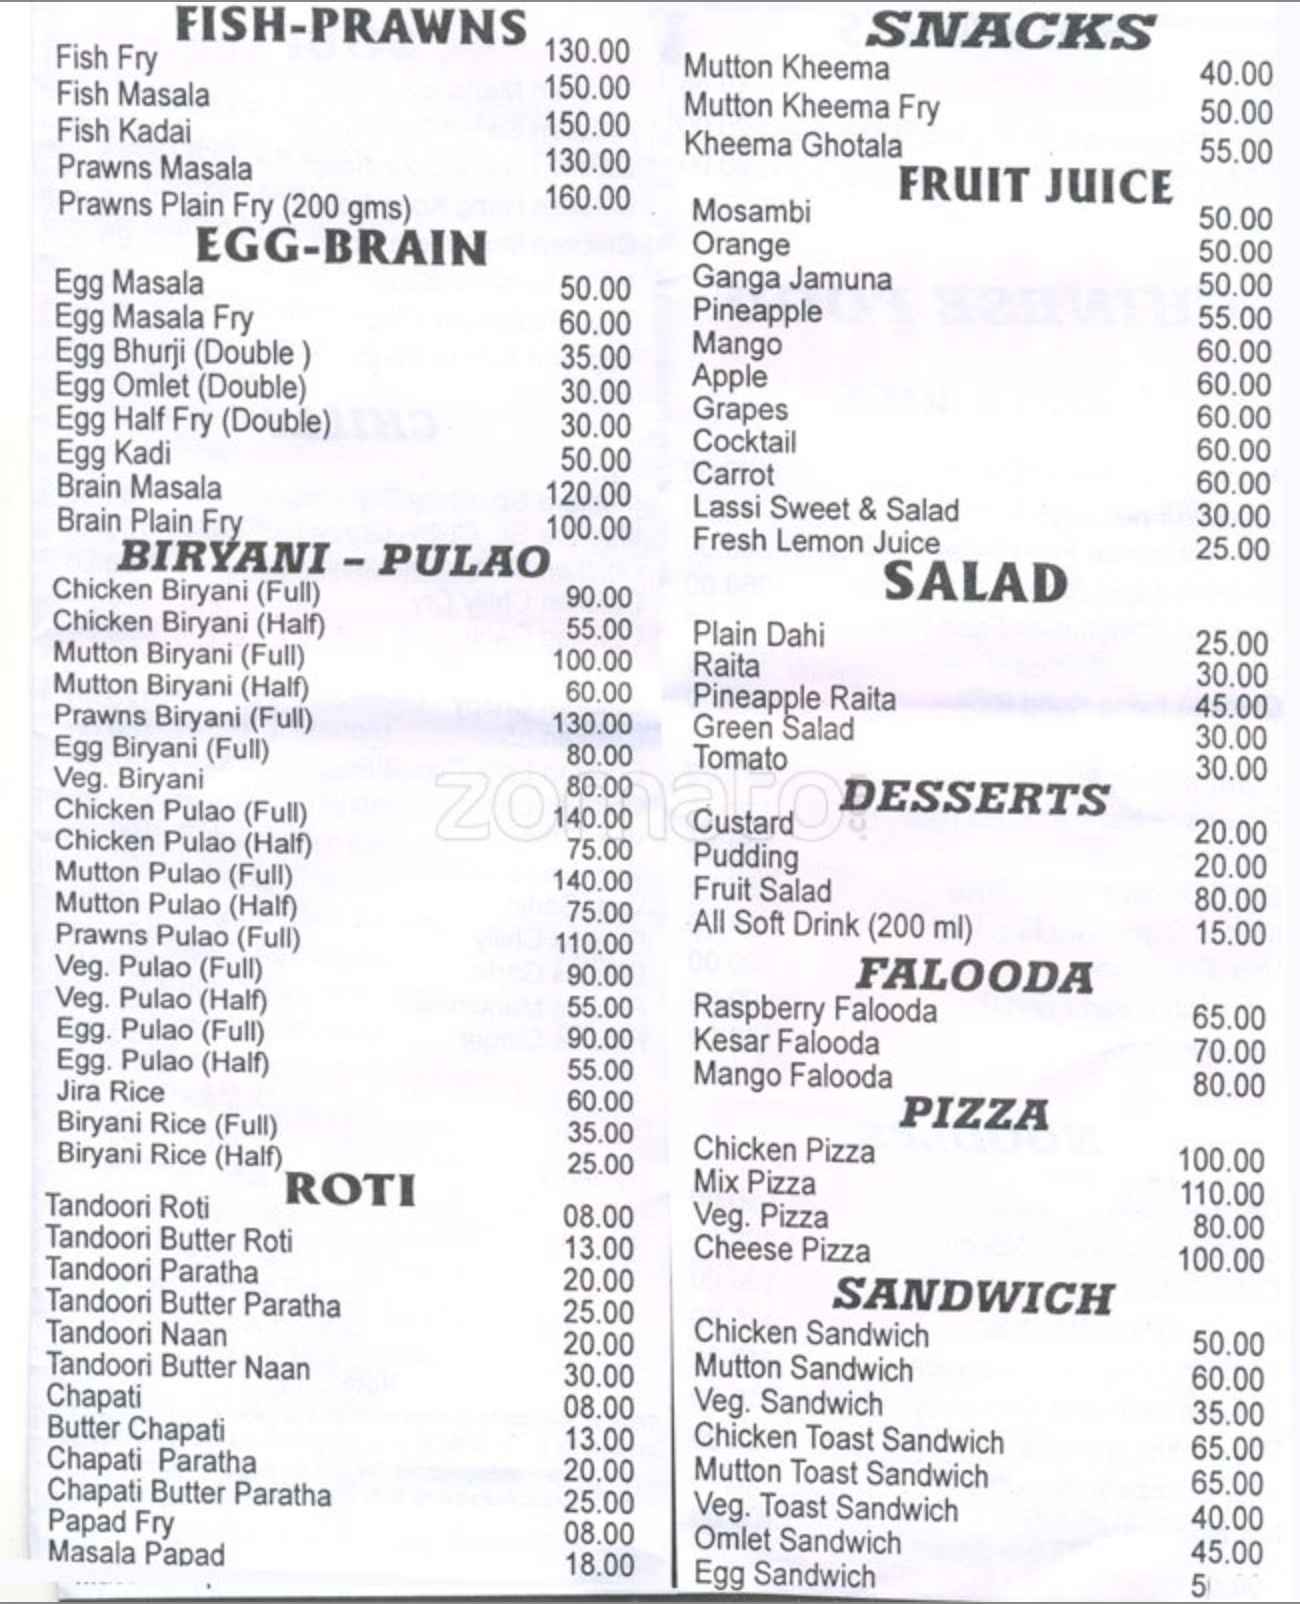 FISH-PRAWNS
Fish Fry 130.00
Fish Masala 150.00
Fish Kadai 150.00
Prawns Masala 130.00
Prawns Plain Fry (200 gms) 160.00
EGG-BRAIN
Egg Masala 50.00
Egg Masala Fry 60.00
Egg Bhurji (Double ) 35.00
Egg Omlet (Double) 30.00
Egg Half Fry (Double) 30.00
Egg Kadi 50.00
Brain Masala 120.00
Brain Plain Fry 100.00
BIRYANI - PULAO
Chicken Biryani (Full) 90.00
Chicken Biryani (Half) 55.00
Mutton Biryani (Full) 100.00
Mutton Biryani (Half) 60.00
Prawns Biryani (Full) 130.00
Egg Biryani (Full) 80.00
Veg. Biryani 80.00
Chicken Pulao (Full) 140.00
Chicken Pulao (Half) 75.00
Mutton Pulao (Full) 140.00
Mutton Pulao (Half) 75.00
Prawns Pulao (Full) 110.00
Veg. Pulao (Full) 90.00
Veg. Pulao (Half) 55.00
Egg. Pulao (Full) 90.00
Egg. Pulao (Half) 55.00
Jira Rice 60.00
Biryani Rice (Full) 35.00
Biryani Rice (Half) 25.00
ROTI
Tandoori Roti 08.00
Tandoori Butter Roti 13.00
Tandoori Paratha 20.00
Tandoori Butter Paratha 25.00
Tandoori Naan 20.00
Tandoori Butter Naan 30.00
Chapati 08.00
Butter Chapati 13.00
Chapati Paratha 20.00
Chapati Butter Paratha 25.00
Papad Fry 08.00
Masala Papad 18.00
SNACKS
Mutton Kheema 40.00
Mutton Kheema Fry 50.00
Kheema Ghotala 55.00
FRUIT JUICE
Mosambi 50.00
Orange 50.00
Ganga Jamuna 50.00
Pineapple 55.00
Mango 60.00
Apple 60.00
Grapes 60.00
Cocktail 60.00
Carrot 60.00
Lassi Sweet & Salad 30.00
Fresh Lemon Juice 25.00
SALAD
Plain Dahi 25.00
Raita 30.00
Pineapple Raita 45.00
Green Salad 30.00
Tomato 30.00
zomato.com
DESSERTS
Custard 20.00
Pudding 20.00
Fruit Salad 80.00
All Soft Drink (200 ml) 15.00
FALOODA
Raspberry Falooda 65.00
Kesar Falooda 70.00
Mango Falooda 80.00
PIZZA
Chicken Pizza 100.00
Mix Pizza 110.00
Veg. Pizza 80.00
Cheese Pizza 100.00
SANDWICH
Chicken Sandwich 50.00
Mutton Sandwich 60.00
Veg. Sandwich 35.00
Chicken Toast Sandwich 65.00
Mutton Toast Sandwich 65.00
Veg. Toast Sandwich 40.00
Omlet Sandwich 45.00
Egg Sandwich